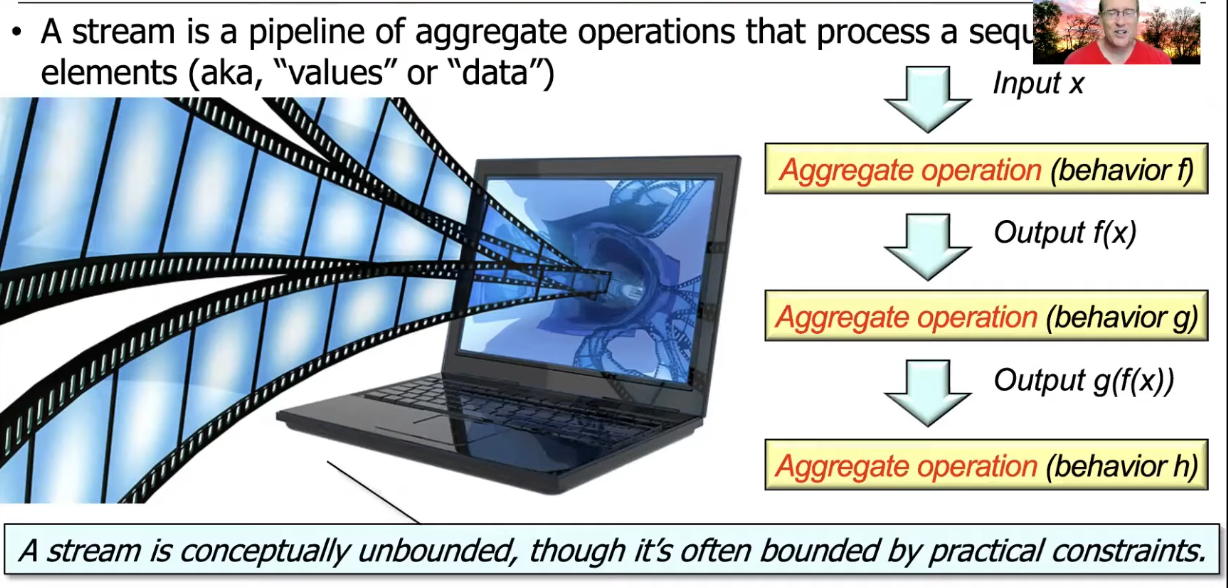 • A stream is a pipeline of aggregate operations that process a
elements (aka, “values” or “data”)
Input x
Aggregate operation (behavior f)
Output f(x)
Aggregate operation (behavior g)
Output g(f(x))
Aggregate operation (behavior h)
A stream is conceptually unbounded, though it’s often bounded by practical constraints.